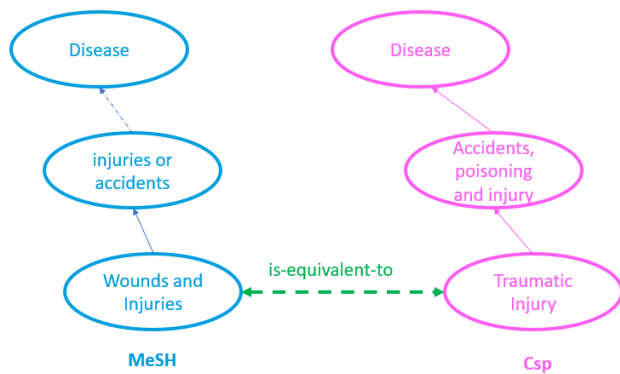 Disease
Disease
injuries or
accidents
Accidents,
poisoning
and injury
is-equivalent-to
Wounds and
Injuries
Traumatic
Injury
MeSH
Csp